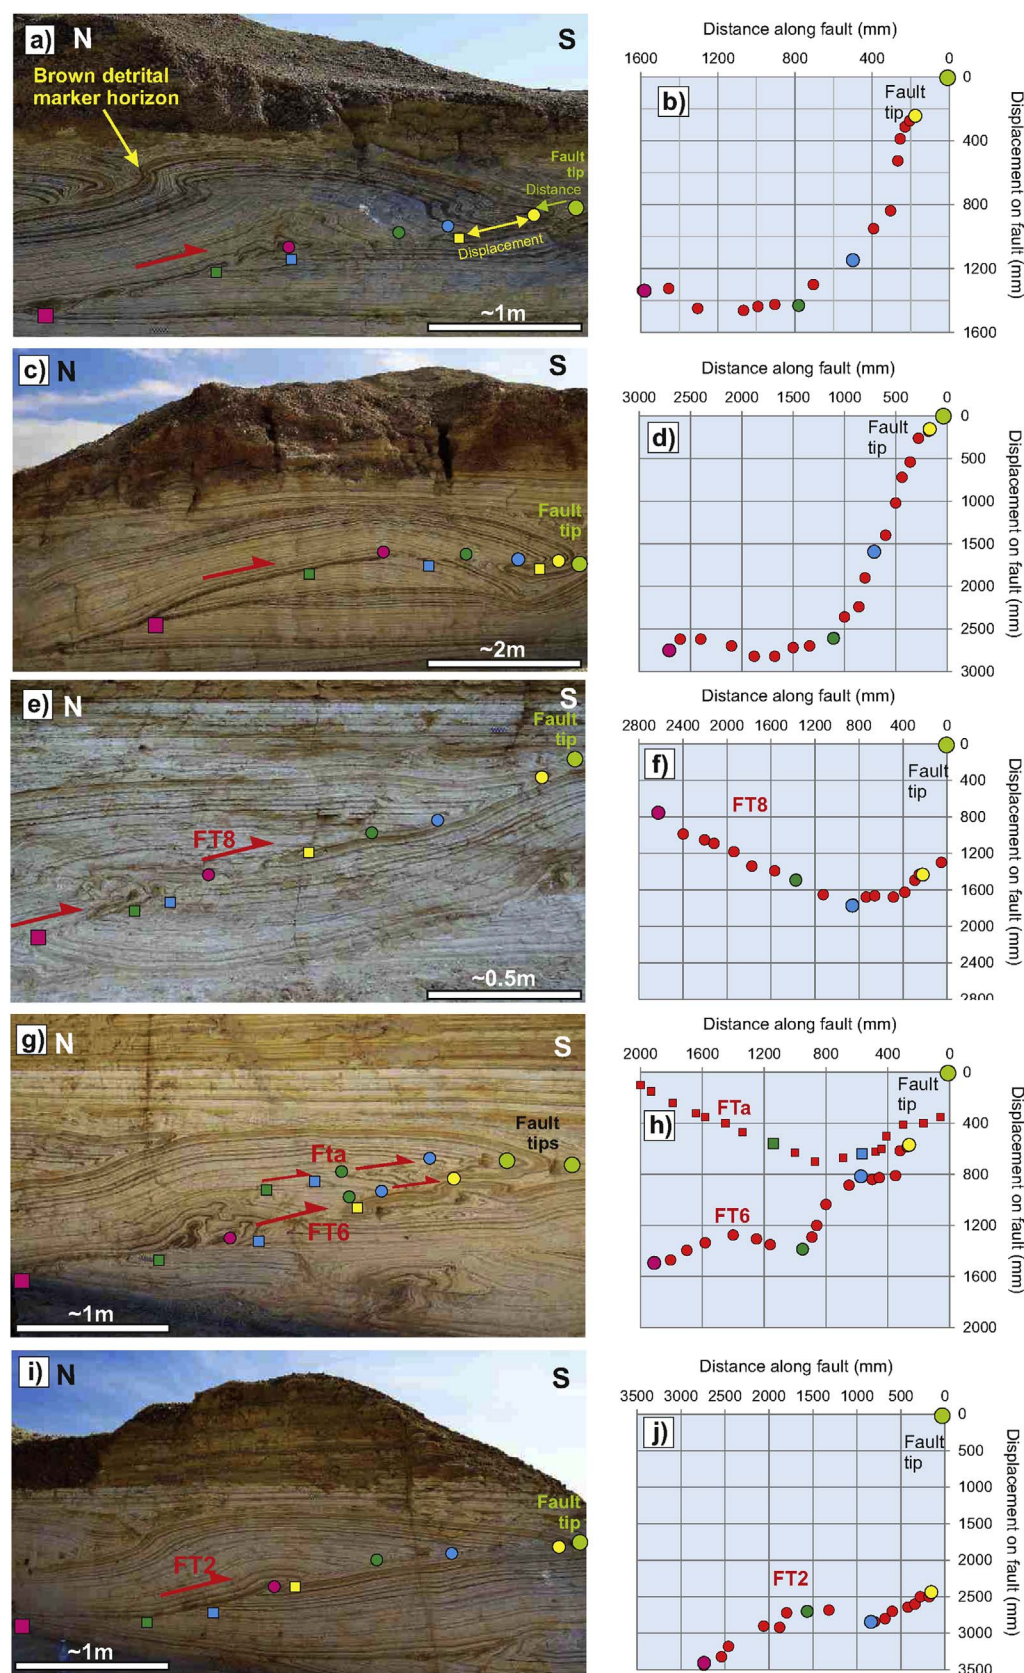 a) N S
Brown detrital
marker horizon
Fault
tip
Distance
Displacement
~1m
Distance along fault (mm)
1600 1200 800 400 0
b)
Fault
tip
0
400
800
1200
1600
Displacement on fault (mm)
c) N S
Fault
tip
~2m
Distance along fault (mm)
3000 2500 2000 1500 1000 500 0
d)
Fault
tip
0
500
1000
1500
2000
2500
3000
Displacement on fault (mm)
e) N S
Fault
tip
FT8
~0.5m
Distance along fault (mm)
2800 2400 2000 1600 1200 800 400 0
f)
Fault
tip
FT8
0
400
800
1200
1600
2000
2400
2800
Displacement on fault (mm)
g) N S
Fault
tips
Fta
FT6
~1m
Distance along fault (mm)
2000 1600 1200 800 400 0
h)
Fault
tip
FTa
FT6
0
400
800
1200
1600
2000
Displacement on fault (mm)
i) N S
Fault
tip
FT2
~1m
Distance along fault (mm)
3500 3000 2500 2000 1500 1000 500 0
j)
Fault
tip
FT2
0
500
1000
1500
2000
2500
3000
3500
Displacement on fault (mm)